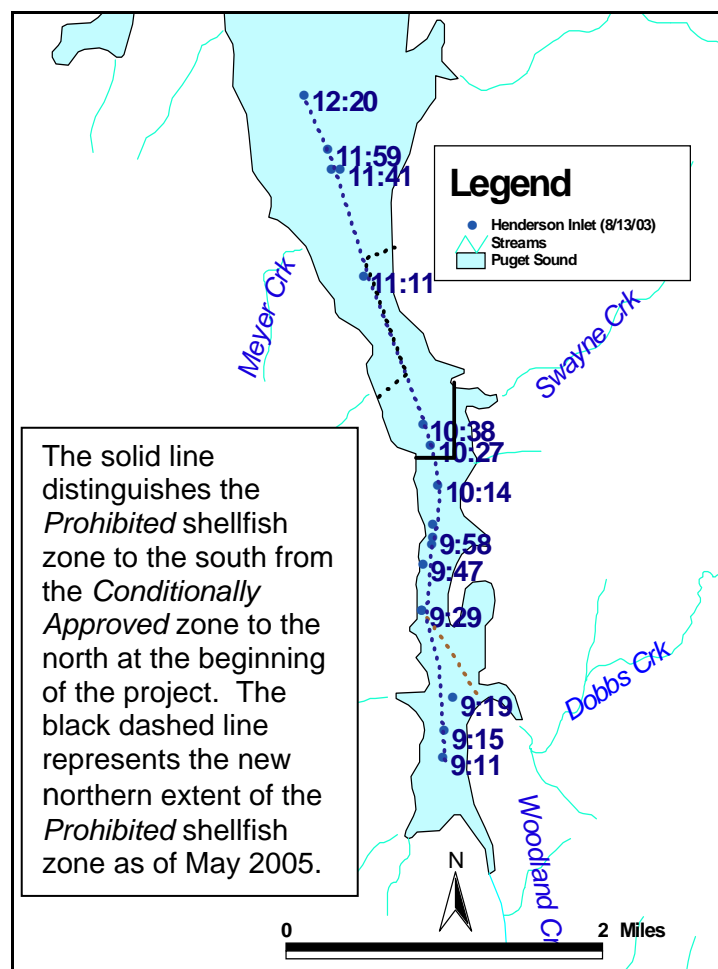 12:20
11:59
11:41
Legend
Henderson Inlet (8/13/03)
Streams
Puget Sound
11:11
Meyer Crk
Swayne Crk
10:38
10:27
10:14
9:58
9:47
9:29
9:19
9:15
9:11
Dobbs Crk
Woodland Cr
The solid line
distinguishes the
Prohibited shellfish
zone to the south from
the Conditionally
Approved zone to the
north at the beginning
of the project. The
black dashed line
represents the new
northern extent of the
Prohibited shellfish
zone as of May 2005.
N
0 2 Miles